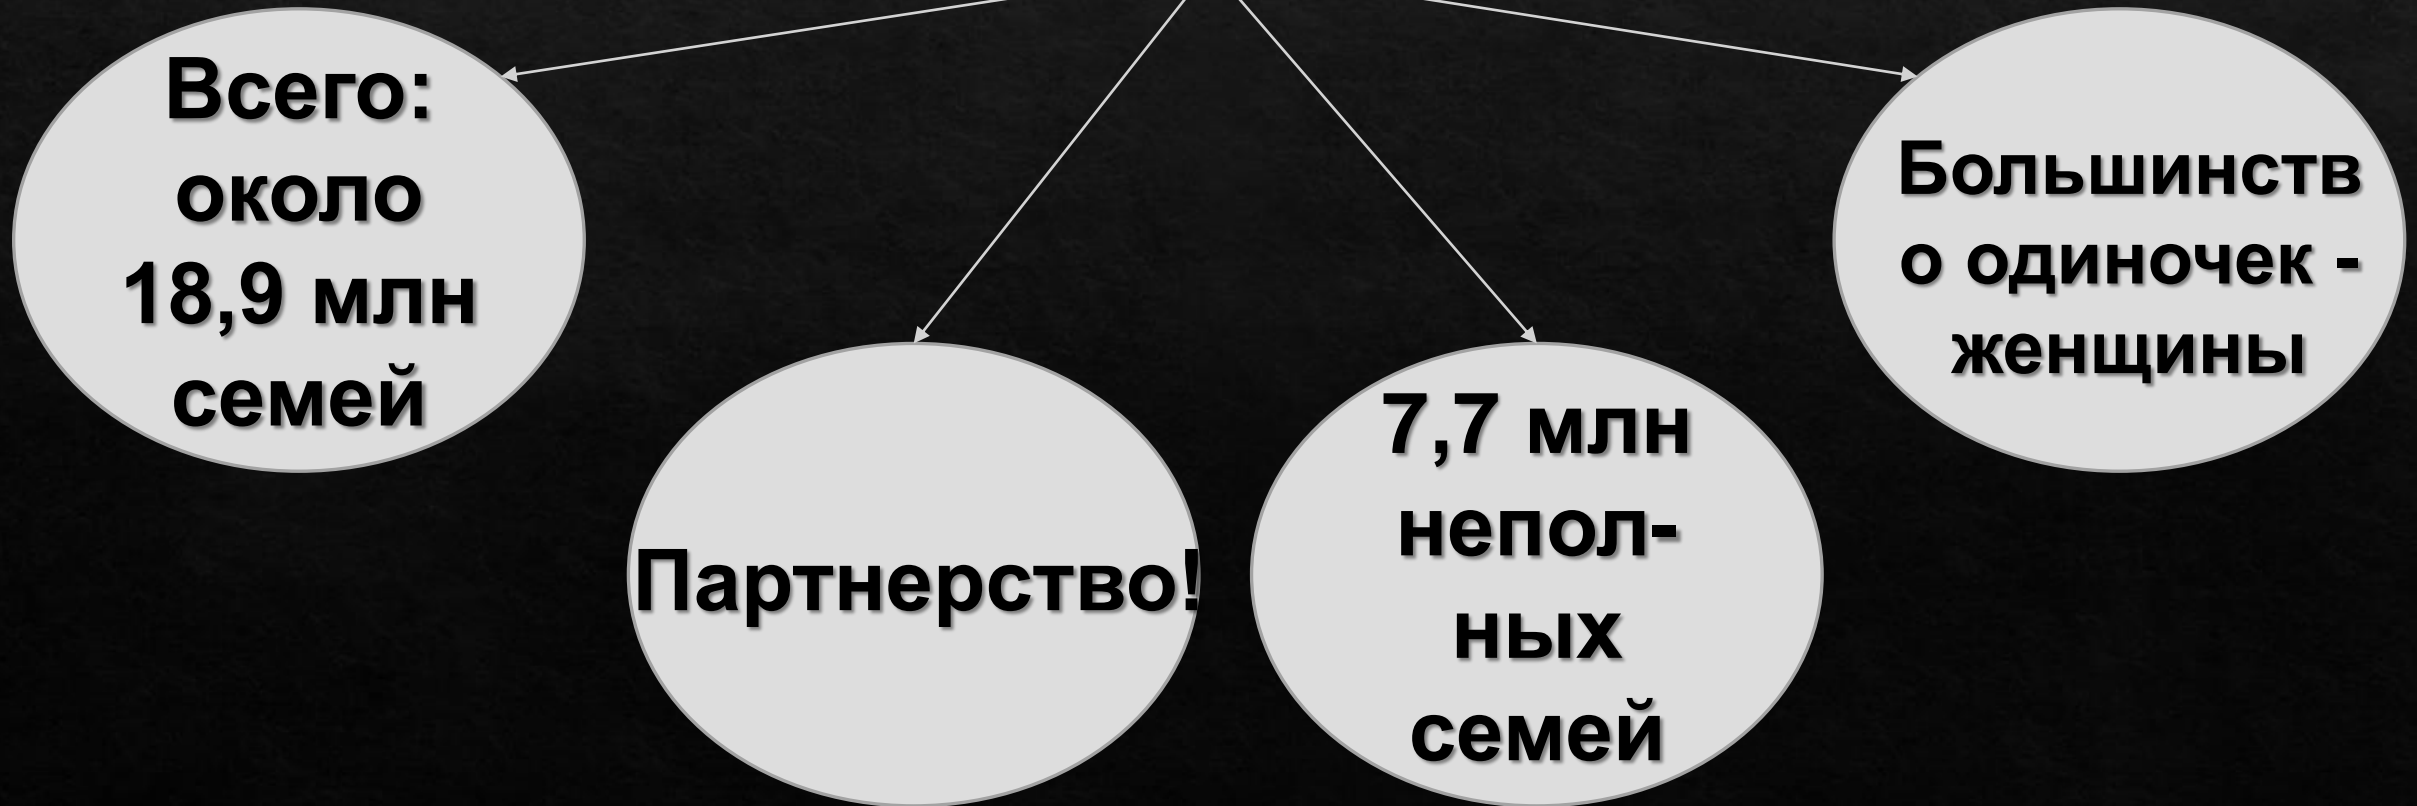 Всего:
около
18,9 млн
семей
Партнерство!
7,7 млн
непол-
ных
семей
Большинств
о одиночек -
женщины